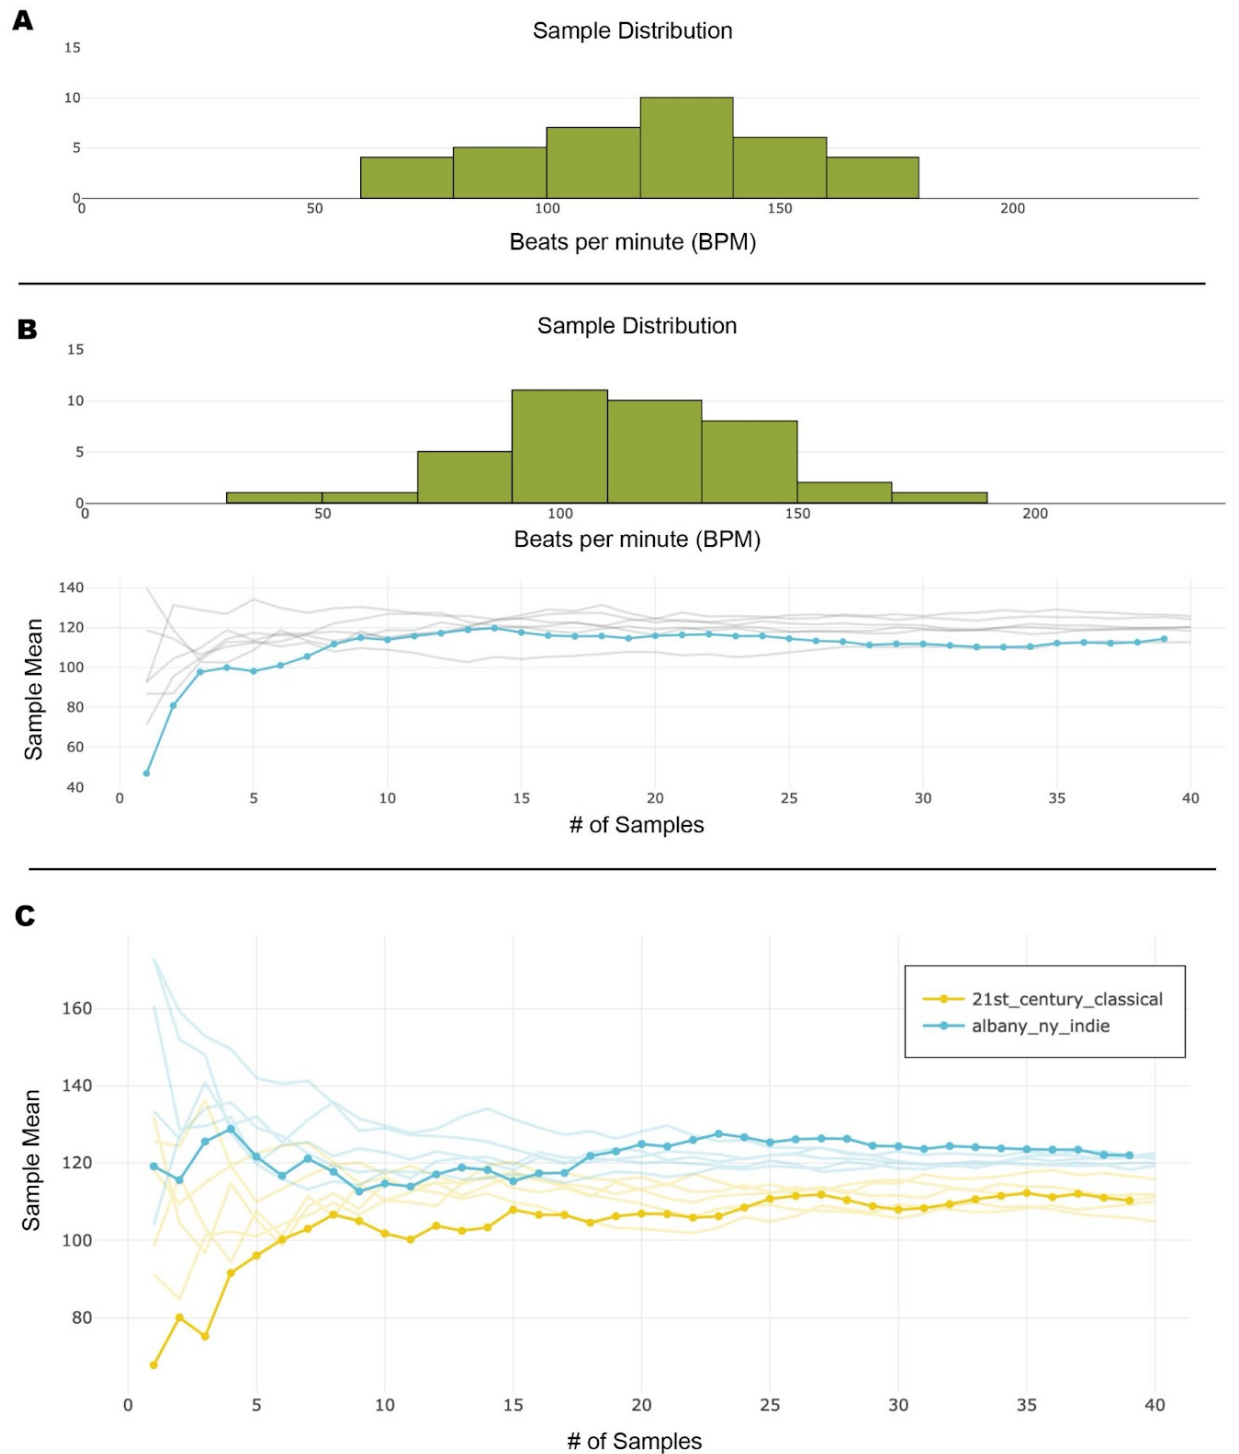 A
Sample Distribution
15
10
5
0
0 50 100 150 200
Beats per minute (BPM)
B
Sample Distribution
15
10
5
0
0 50 100 150 200
Beats per minute (BPM)
Sample Mean
140
120
100
80
60
40
0 5 10 15 20 25 30 35 40
# of Samples
C
Sample Mean
160
140
120
100
80
21st_century_classical
albany_ny_indie
0 5 10 15 20 25 30 35 40
# of Samples